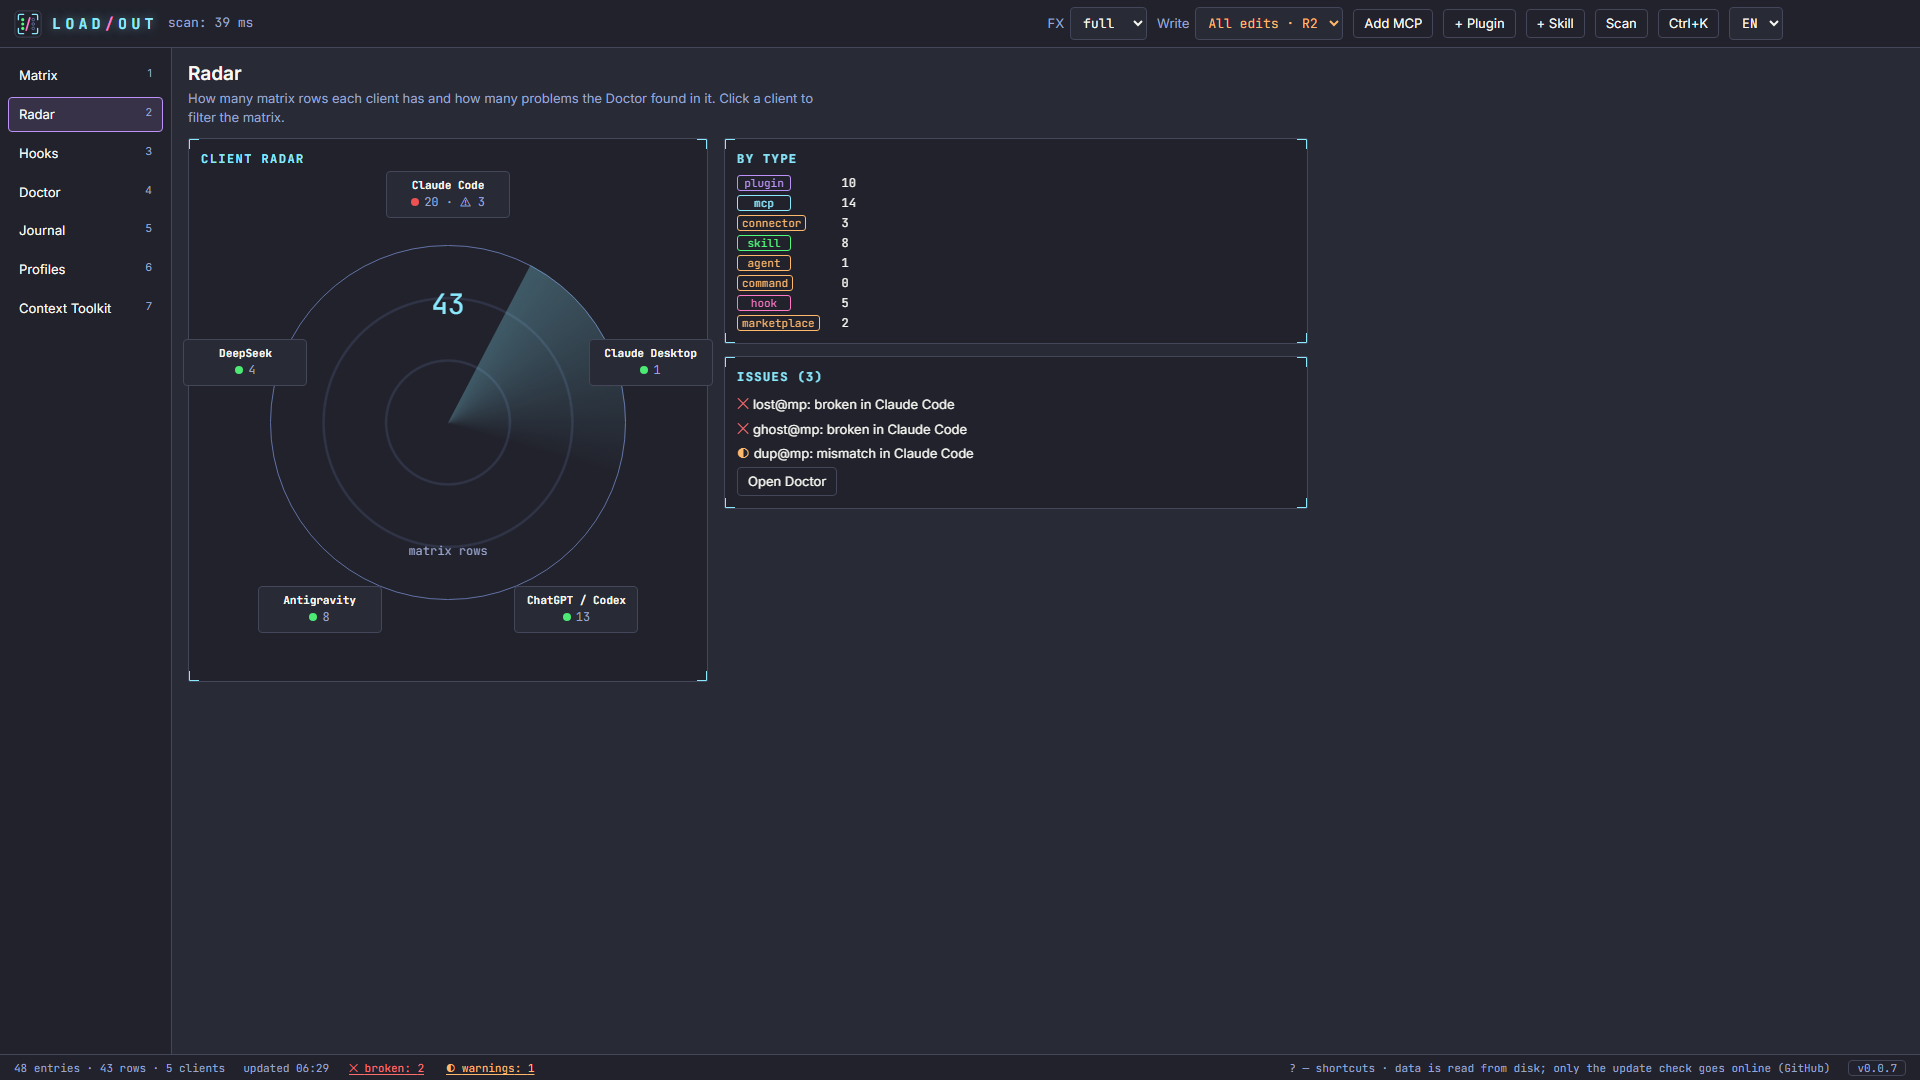 LOAD/OUT scan: 39 ms FX full Write All edits · R2 Add MCP + Plugin + Skill Scan Ctrl+K EN
Matrix 1
Radar 2
Hooks 3
Doctor 4
Journal 5
Profiles 6
Context Toolkit 7
Radar
How many matrix rows each client has and how many problems the Doctor found in it. Click a client to
filter the matrix.
CLIENT RADAR
Claude Code
20 · ⚠ 3
43
DeepSeek
4
Claude Desktop
1
matrix rows
Antigravity
8
ChatGPT / Codex
13
BY TYPE
plugin 10
mcp 14
connector 3
skill 8
agent 1
command 0
hook 5
marketplace 2
ISSUES (3)
lost@mp: broken in Claude Code
ghost@mp: broken in Claude Code
dup@mp: mismatch in Claude Code
Open Doctor
48 entries · 43 rows · 5 clients updated 06:29 broken: 2 warnings: 1 ? — shortcuts · data is read from disk; only the update check goes online (GitHub) v0.0.7